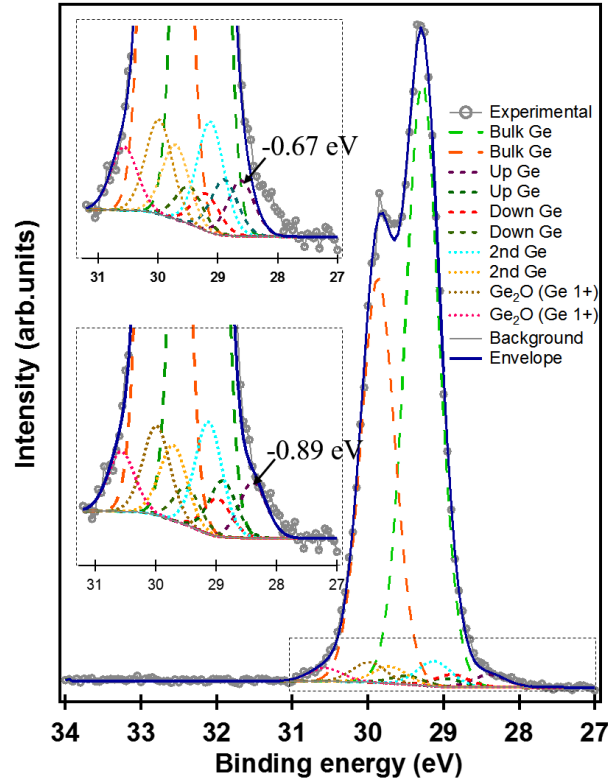 Intensity (arb.units)
-0.67 eV
31 30 29 28 27
-0.89 eV
31 30 29 28 27
Experimental
Bulk Ge
Bulk Ge
Up Ge
Up Ge
Down Ge
Down Ge
2nd Ge
2nd Ge
Ge₂O (Ge 1+)
Ge₂O (Ge 1+)
Background
Envelope
34 33 32 31 30 29 28 27
Binding energy (eV)